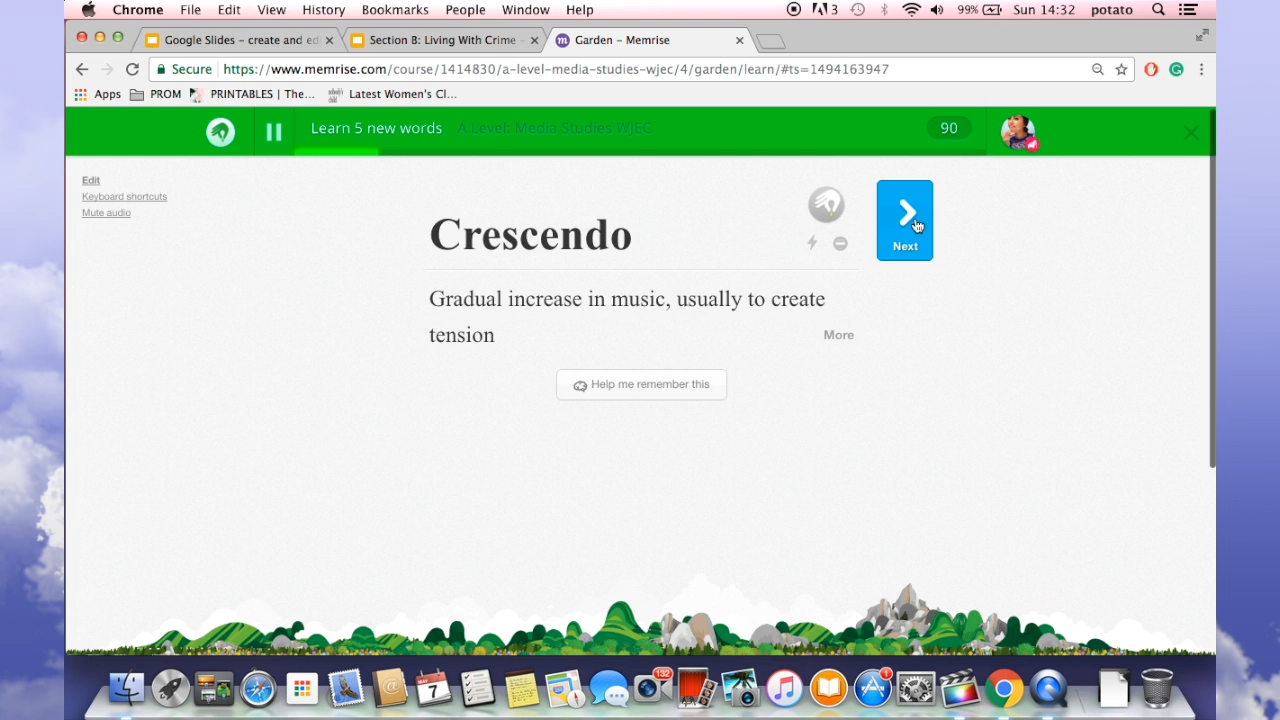 Chrome File Edit View History Bookmarks People Window Help 3 99% Sun 14:32 potato
Google Slides – create and ed Section B: Living With Crime - Garden – Memrise
Secure https://www.memrise.com/course/1414830/a-level-media-studies-wjec/4/garden/learn/#ts=1494163947
Apps PROM PRINTABLES | The... Latest Women's Cl...
Learn 5 new words A Level: Media Studies WJEC 90
Edit
Keyboard shortcuts
Mute audio
Crescendo
Next
Gradual increase in music, usually to create
tension
More
Help me remember this
132
7
1